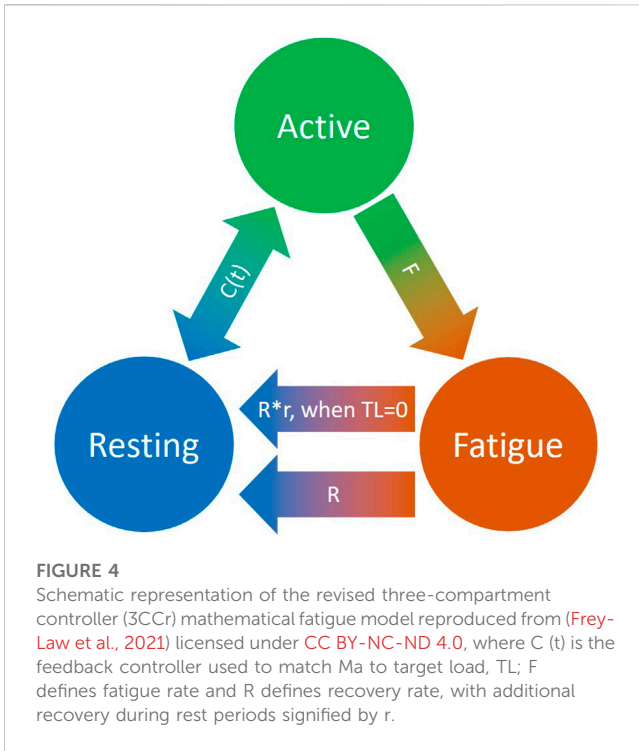 Active
C(t)
F
R*r, when TL=0
Resting
Fatigue
R
FIGURE 4
Schematic representation of the revised three-compartment
controller (3CCr) mathematical fatigue model reproduced from (Frey-
Law et al., 2021) licensed under CC BY-NC-ND 4.0, where C (t) is the
feedback controller used to match Ma to target load, TL; F
defines fatigue rate and R defines recovery rate, with additional
recovery during rest periods signified by r.